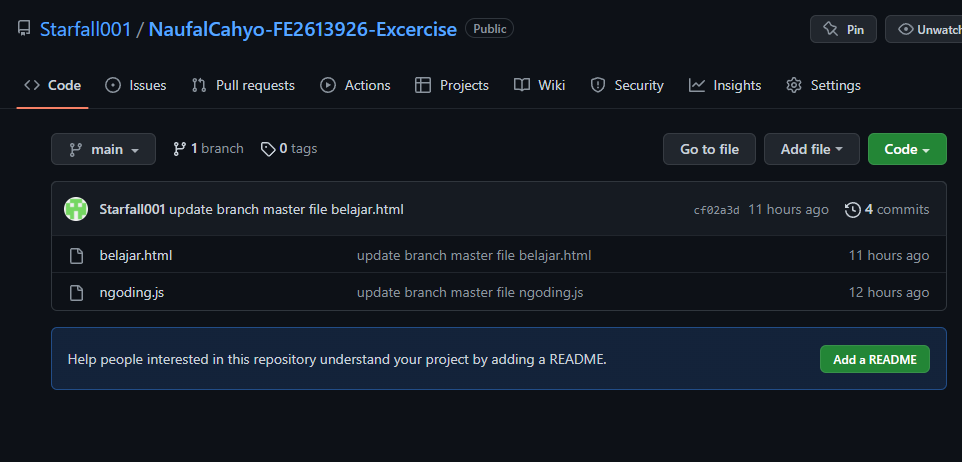 Starfall001 / NaufalCahyo-FE2613926-Excercise Public Pin Unwatch
Code Issues Pull requests Actions Projects Wiki Security Insights Settings
main 1 branch 0 tags Go to file Add file Code
Starfall001 update branch master file belajar.html cf02a3d 11 hours ago 4 commits
belajar.html update branch master file belajar.html 11 hours ago
ngoding.js update branch master file ngoding.js 12 hours ago
Help people interested in this repository understand your project by adding a README. Add a README